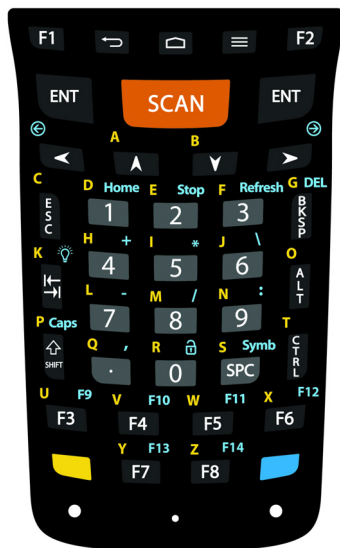 F1 F2
ENT SCAN ENT
A B
C D Home E Stop F Refresh G DEL
ESC 1 2 3 BKSP
H + I * J \ 
K 4 5 6 O
ALT
L - M / N :
7 8 9
P Caps Q , R S Symb T
SHIFT . 0 SPC CTRL
U F9 V F10 W F11 X F12
F3 F4 F5 F6
Y F13 Z F14
F7 F8